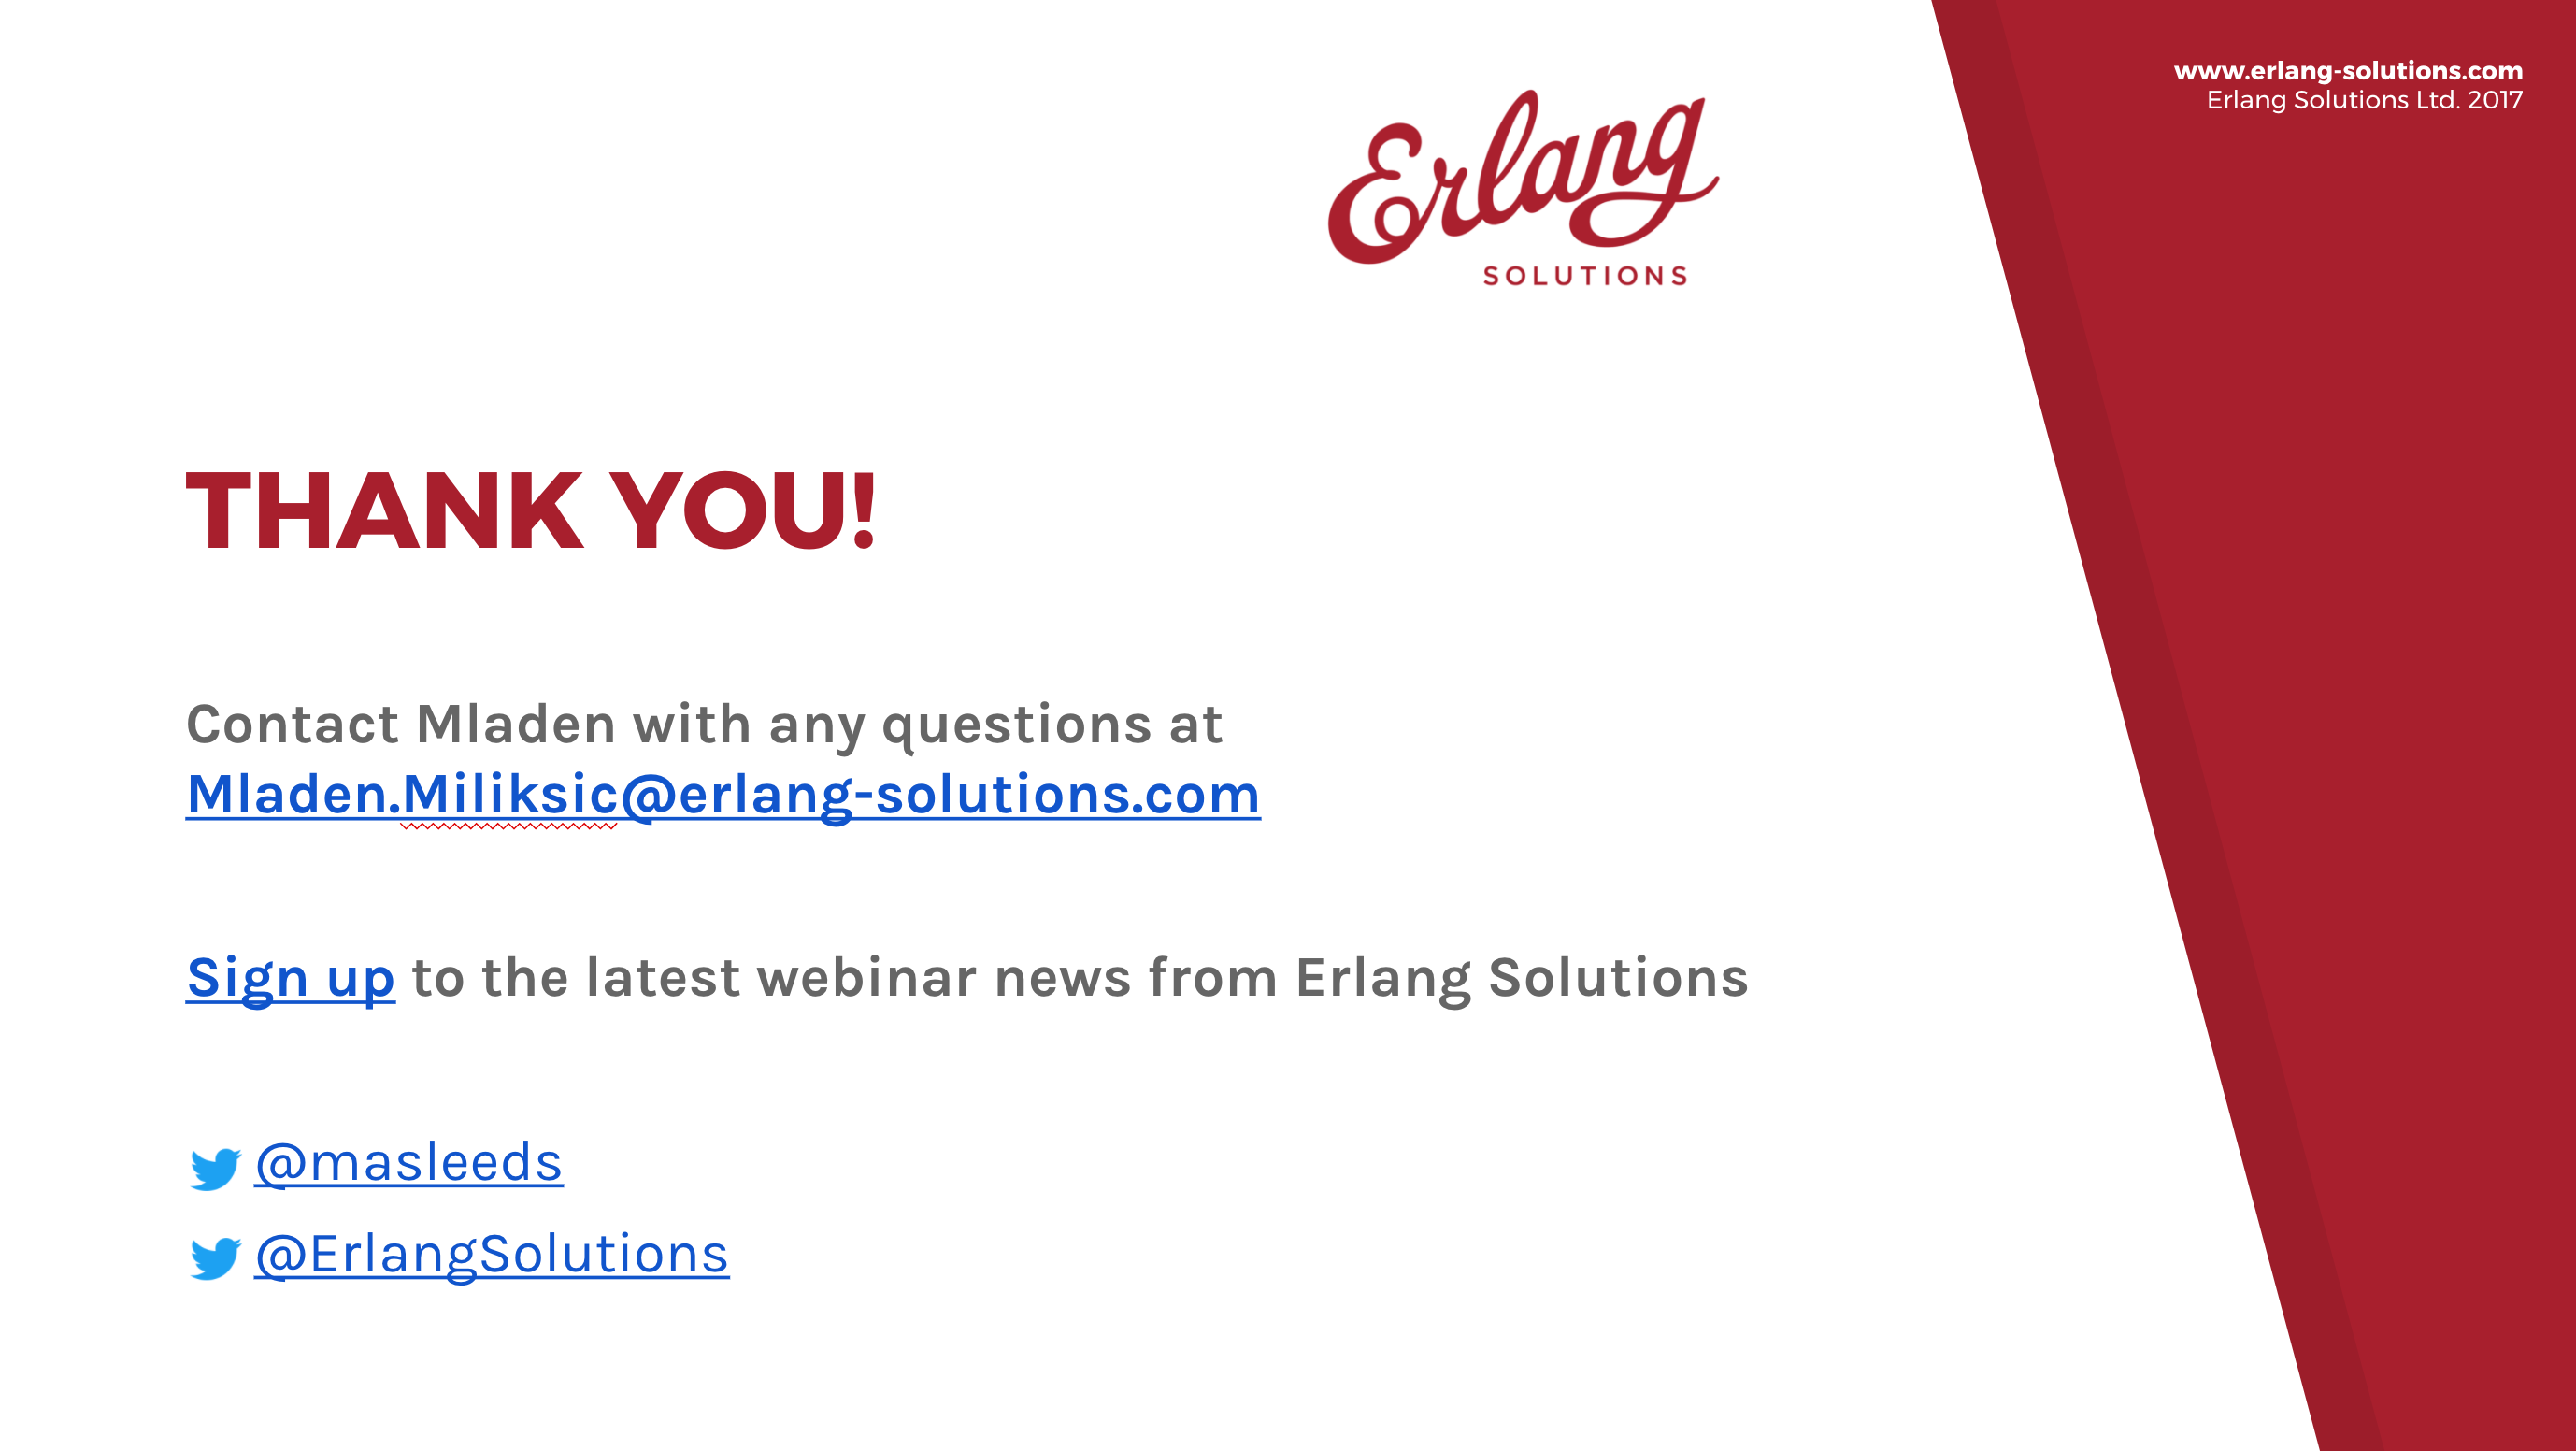 www.erlang-solutions.com
Erlang Solutions Ltd. 2017
Erlang
SOLUTIONS
THANK YOU!
Contact Mladen with any questions at
Mladen.Miliksic@erlang-solutions.com
Sign up to the latest webinar news from Erlang Solutions
@masleeds
@ErlangSolutions